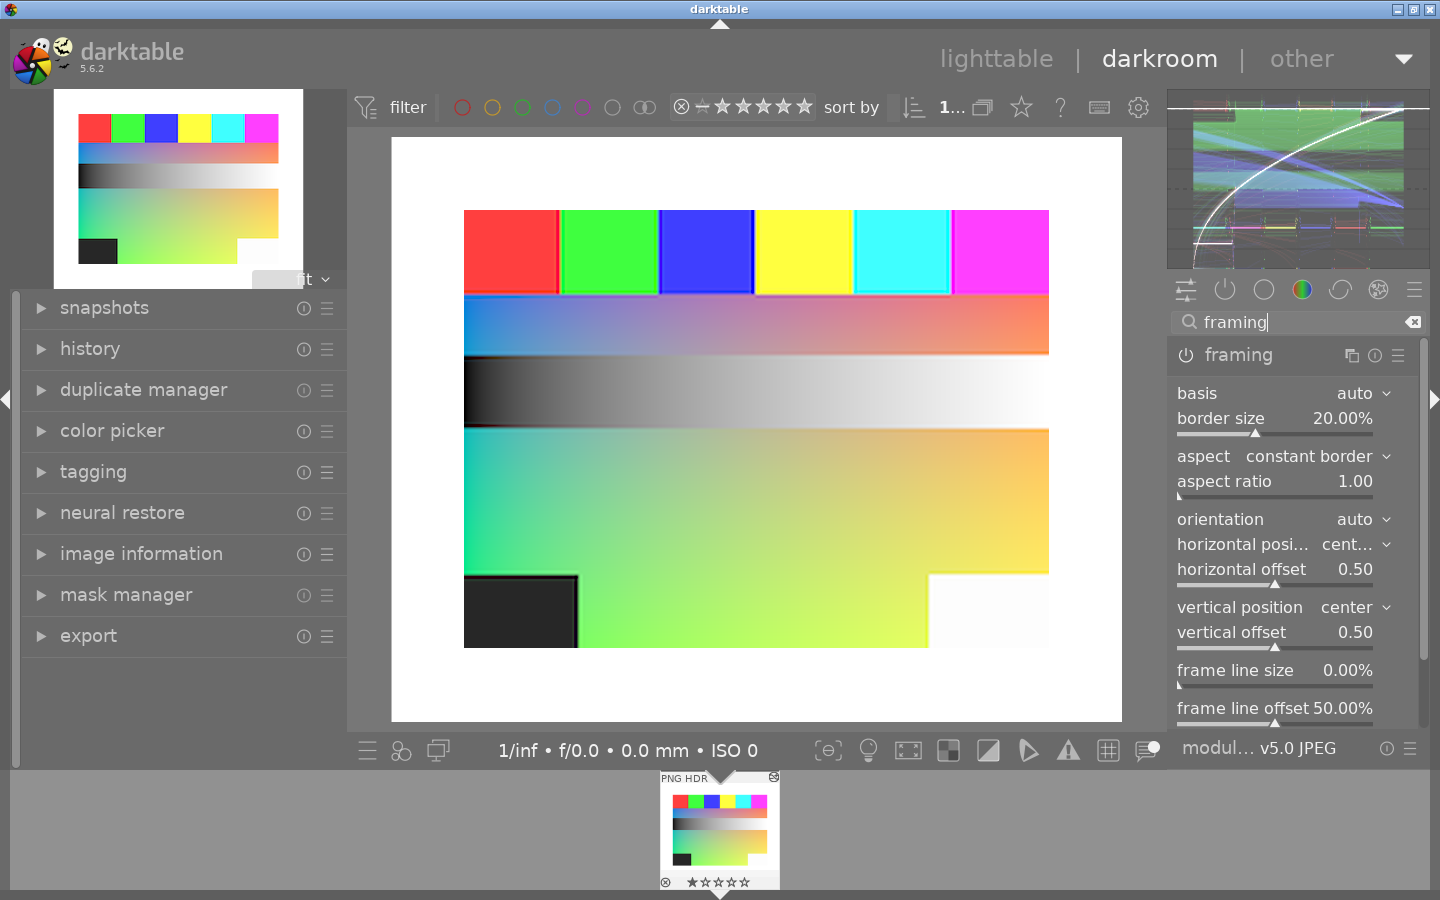 darktable
darktable
5.6.2
lighttable | darkroom | other
filter
sort by
1...
fit
snapshots
history
duplicate manager
color picker
tagging
neural restore
image information
mask manager
export
framing
framing
basis auto
border size 20.00%
aspect constant border
aspect ratio 1.00
orientation auto
horizontal posi... cent...
horizontal offset 0.50
vertical position center
vertical offset 0.50
frame line size 0.00%
frame line offset 50.00%
modul... v5.0 JPEG
1/inf • f/0.0 • 0.0 mm • ISO 0
PNG HDR